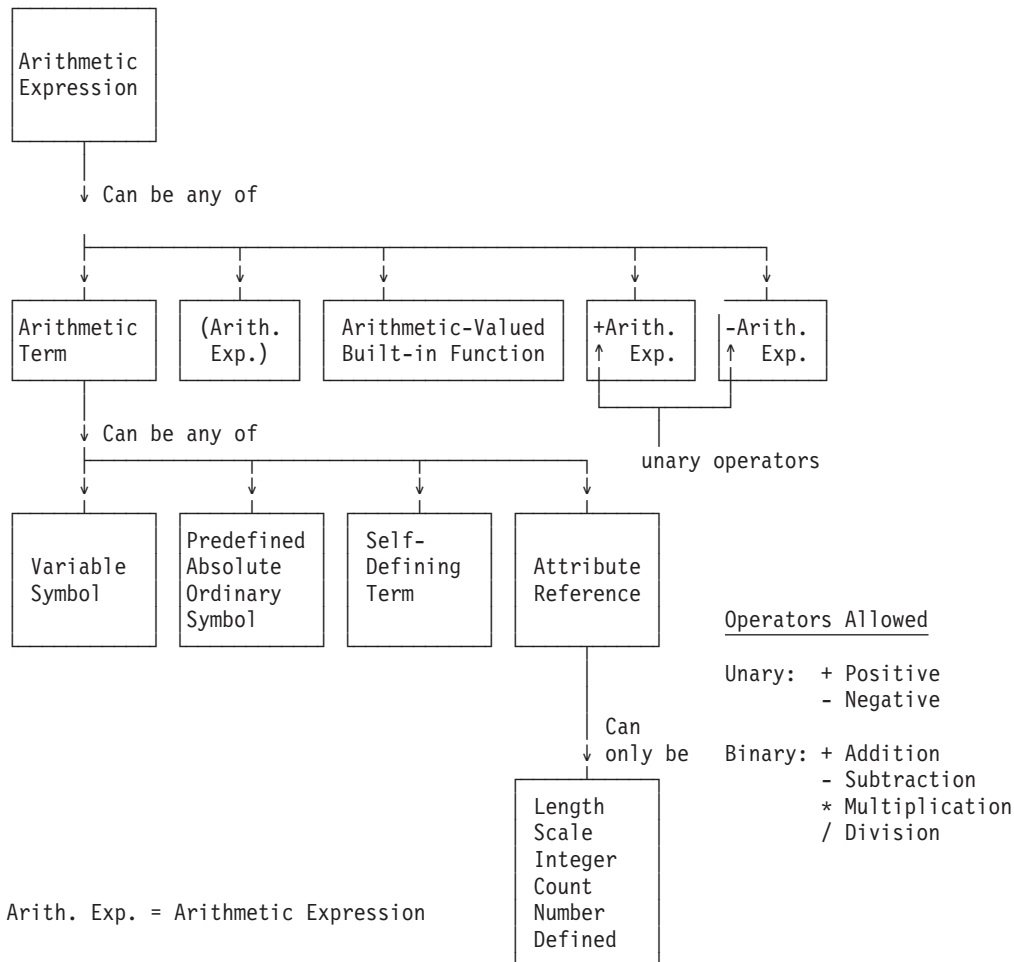 Arithmetic
Expression
Can be any of
Arithmetic
Term
(Arith.
Exp.)
Arithmetic-Valued
Built-in Function
+Arith.
Exp.
-Arith.
Exp.
Can be any of
unary operators
Variable
Symbol
Predefined
Absolute
Ordinary
Symbol
Self-
Defining
Term
Attribute
Reference
Operators Allowed
Unary: + Positive
- Negative
Can
only be
Binary: + Addition
- Subtraction
* Multiplication
/ Division
Length
Scale
Integer
Count
Number
Defined
Arith. Exp. = Arithmetic Expression